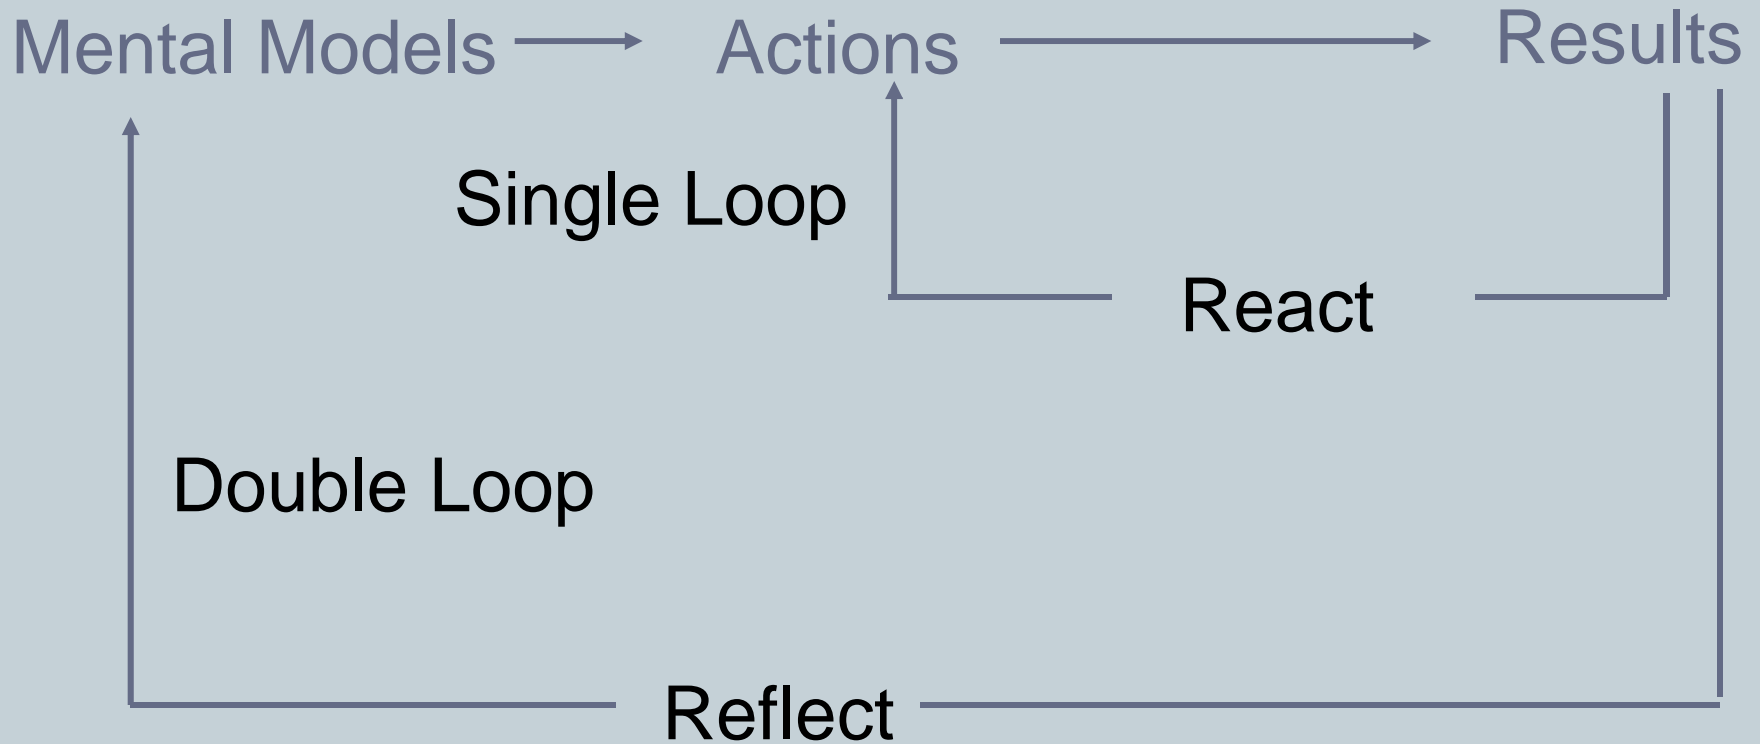 Mental Models Actions Results
Single Loop
React
Double Loop
Reflect